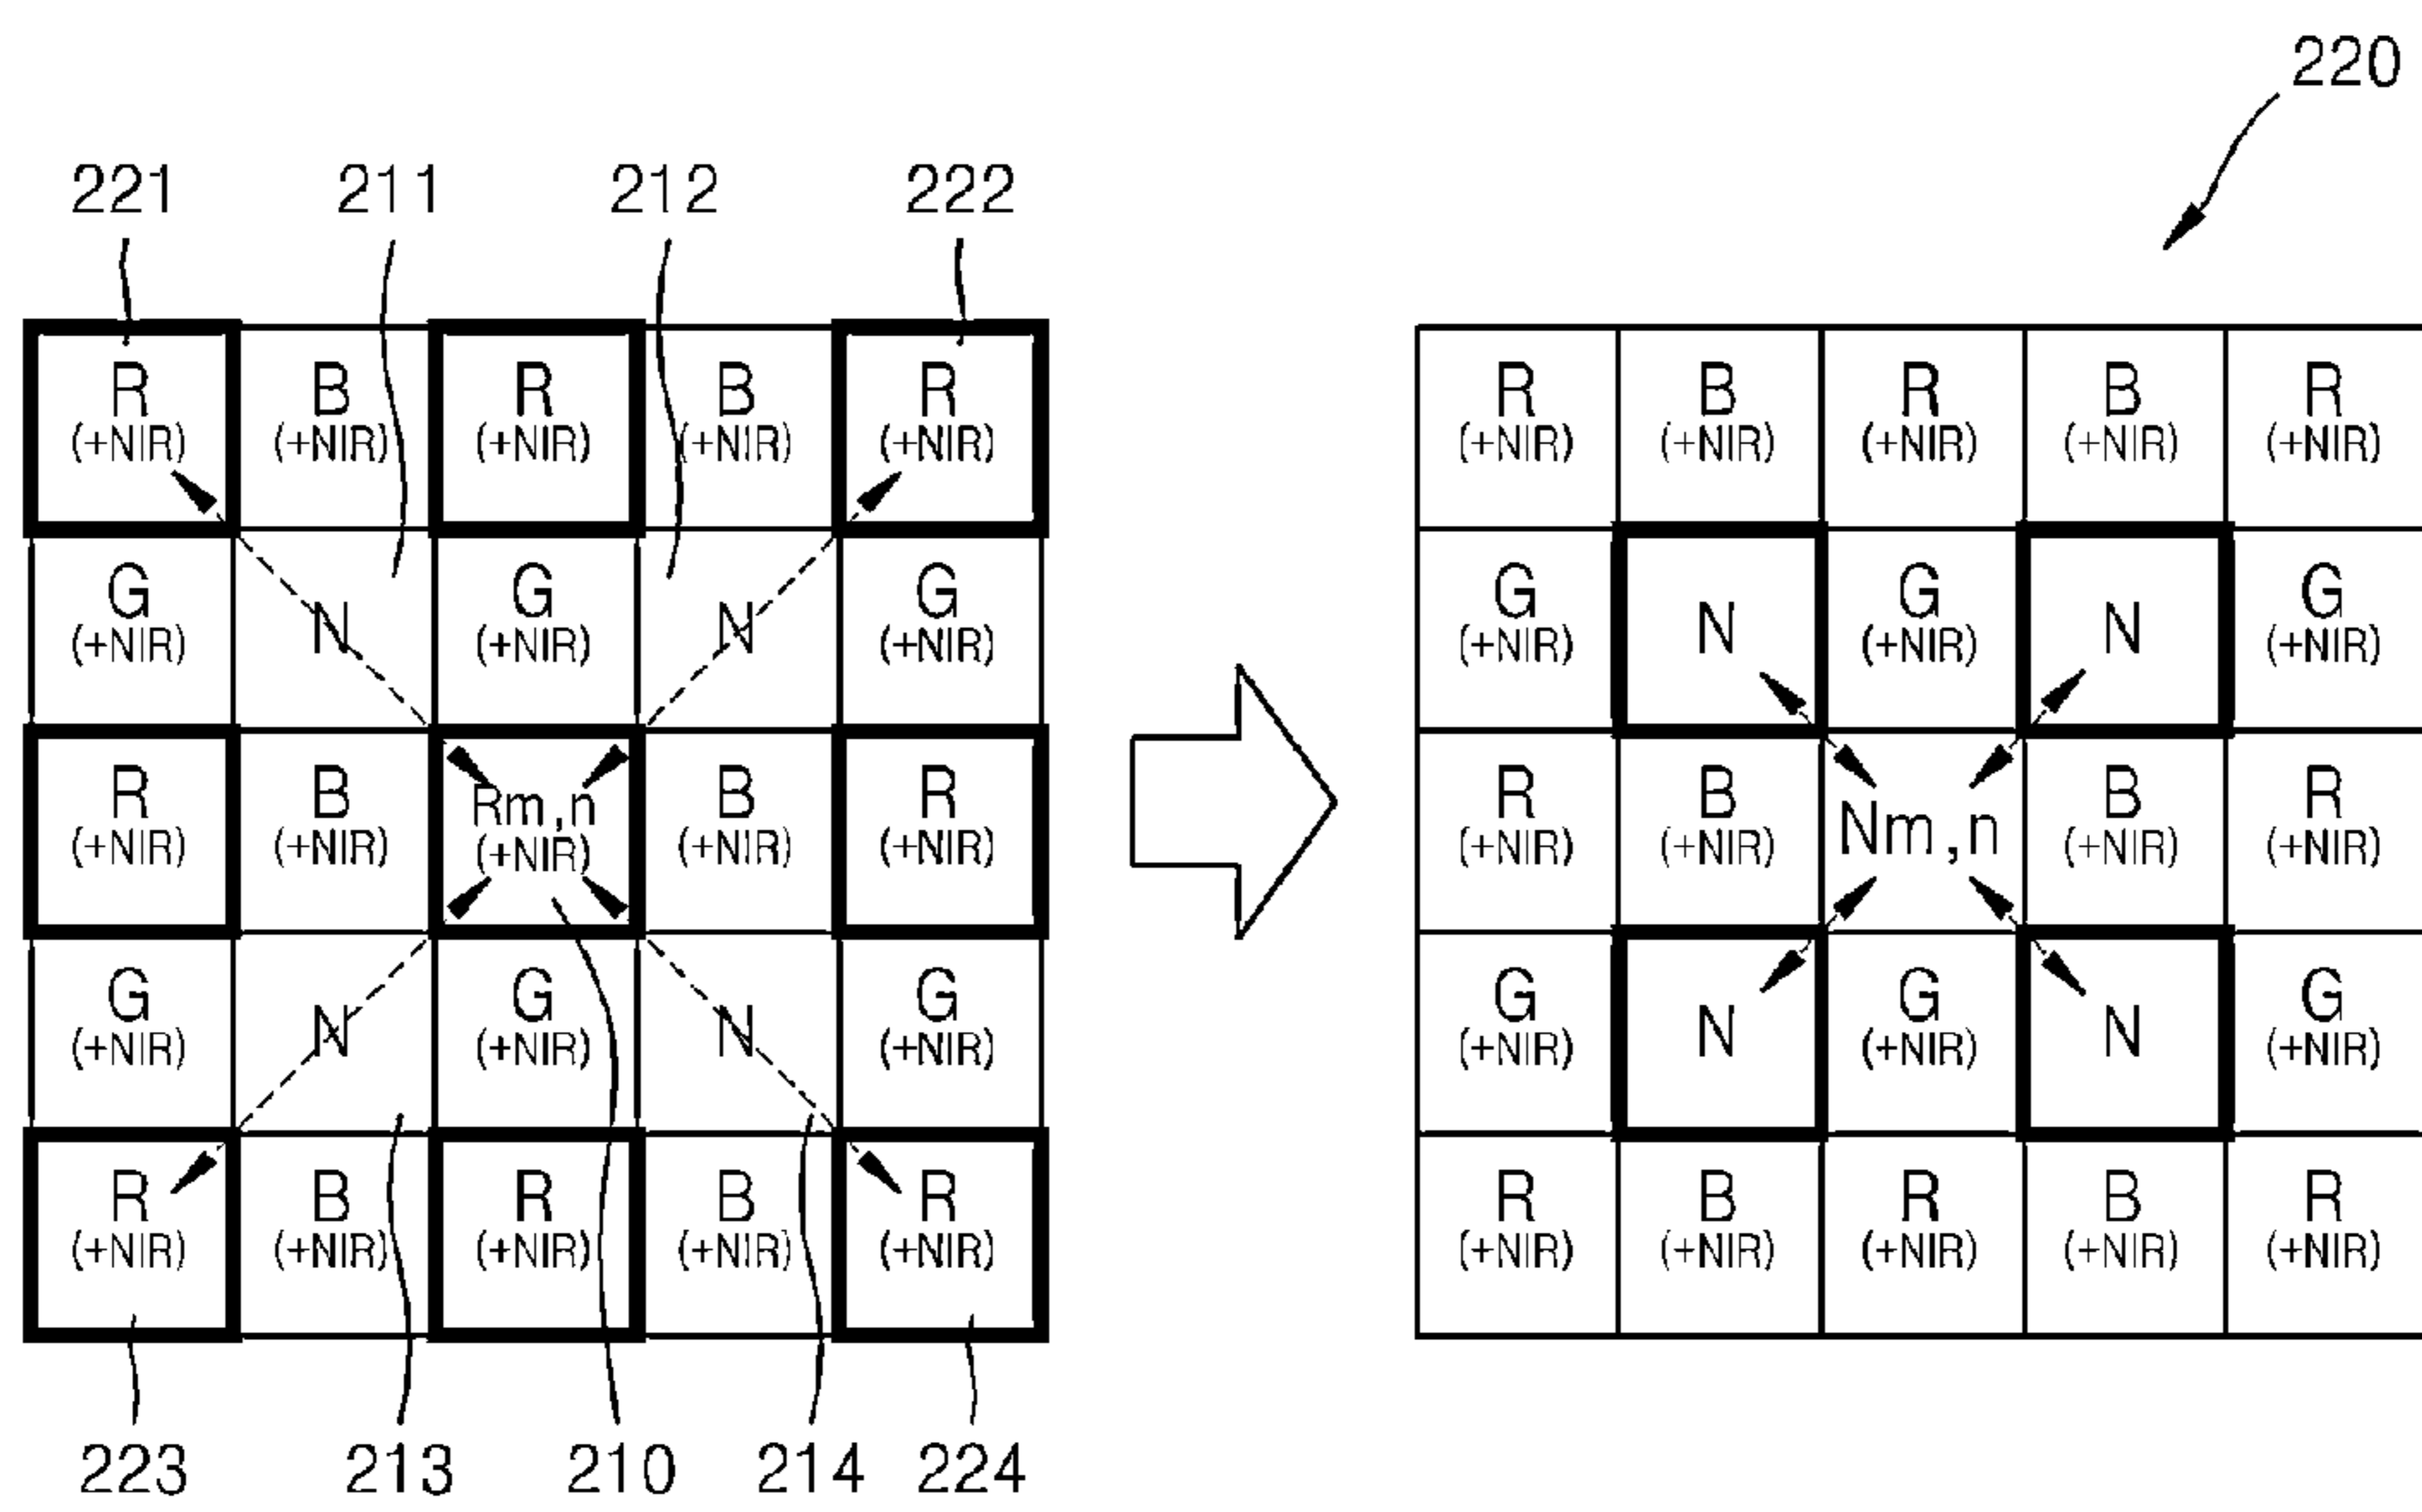 220
221 211 212 222
R B R B R
(+NIR) (+NIR) (+NIR) (+NIR) (+NIR)
G N G N G
(+NIR) (+NIR) (+NIR)
R B Rm,n B R
(+NIR) (+NIR) (+NIR) (+NIR) (+NIR)
G N G N G
(+NIR) (+NIR) (+NIR)
R B R B R
(+NIR) (+NIR) (+NIR) (+NIR) (+NIR)
223 213 210 214 224
R B R B R
(+NIR) (+NIR) (+NIR) (+NIR) (+NIR)
G N G N G
(+NIR) (+NIR) (+NIR)
R B Nm,n B R
(+NIR) (+NIR) (+NIR) (+NIR)
G N G N G
(+NIR) (+NIR) (+NIR)
R B R B R
(+NIR) (+NIR) (+NIR) (+NIR) (+NIR)